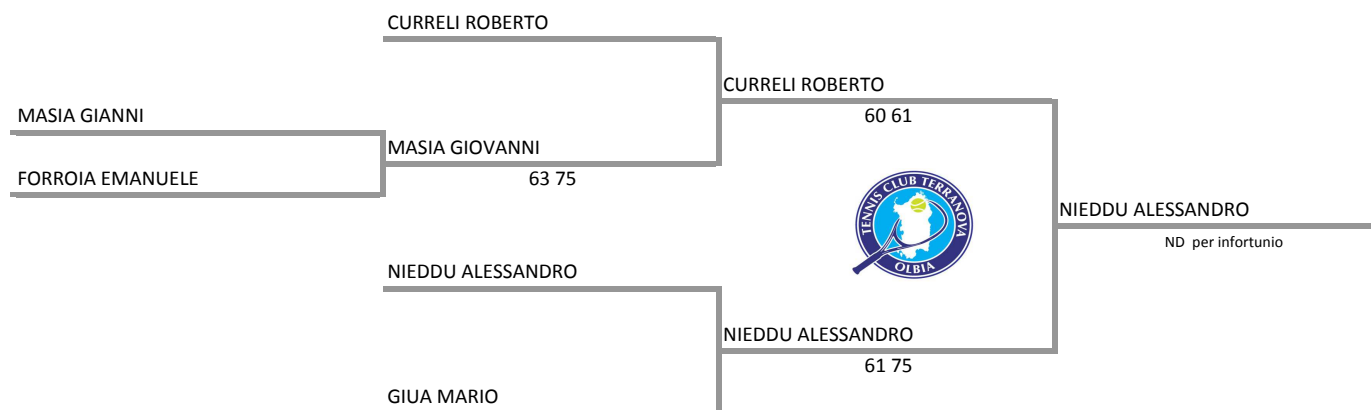 CURRELI ROBERTO
CURRELI ROBERTO
60 61
MASIA GIANNI
MASIA GIOVANNI
63 75
FORROIA EMANUELE
TENNIS CLUB TERRANOVA
OLBIA
NIEDDU ALESSANDRO
ND per infortunio
NIEDDU ALESSANDRO
NIEDDU ALESSANDRO
61 75
GIUA MARIO